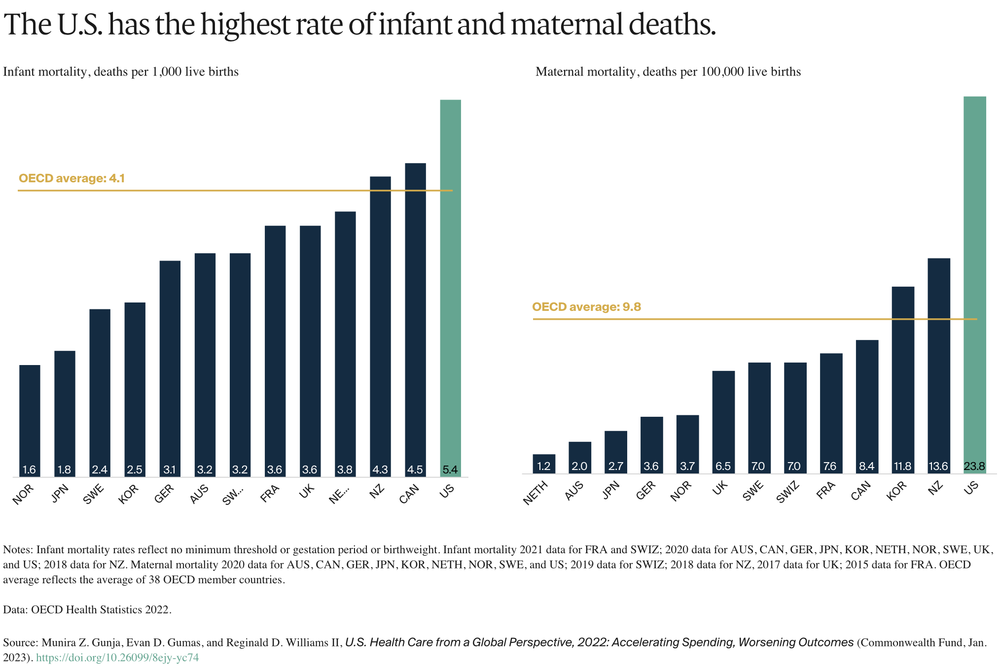 The U.S. has the highest rate of infant and maternal deaths.
Infant mortality, deaths per 1,000 live births
OECD average: 4.1
1.6 1.8 2.4 2.5 3.1 3.2 3.2 3.6 3.6 3.8 4.3 4.5 5.4
NOR JPN SWE KOR GER AUS SW... FRA UK NE... NZ CAN US
Maternal mortality, deaths per 100,000 live births
OECD average: 9.8
1.2 2.0 2.7 3.6 3.7 6.5 7.0 7.0 7.6 8.4 11.8 13.6 23.8
NETH AUS JPN GER NOR UK SWE SWIZ FRA CAN KOR NZ US
Notes: Infant mortality rates reflect no minimum threshold or gestation period or birthweight. Infant mortality 2021 data for FRA and SWIZ; 2020 data for AUS, CAN, GER, JPN, KOR, NETH, NOR, SWE, UK,
and US; 2018 data for NZ. Maternal mortality 2020 data for AUS, CAN, GER, JPN, KOR, NETH, NOR, SWE, and US; 2019 data for SWIZ; 2018 data for NZ, 2017 data for UK; 2015 data for FRA. OECD
average reflects the average of 38 OECD member countries.
Data: OECD Health Statistics 2022.
Source: Munira Z. Gunja, Evan D. Gumas, and Reginald D. Williams II, U.S. Health Care from a Global Perspective, 2022: Accelerating Spending, Worsening Outcomes (Commonwealth Fund, Jan.
2023). https://doi.org/10.26099/8ejy-yc74